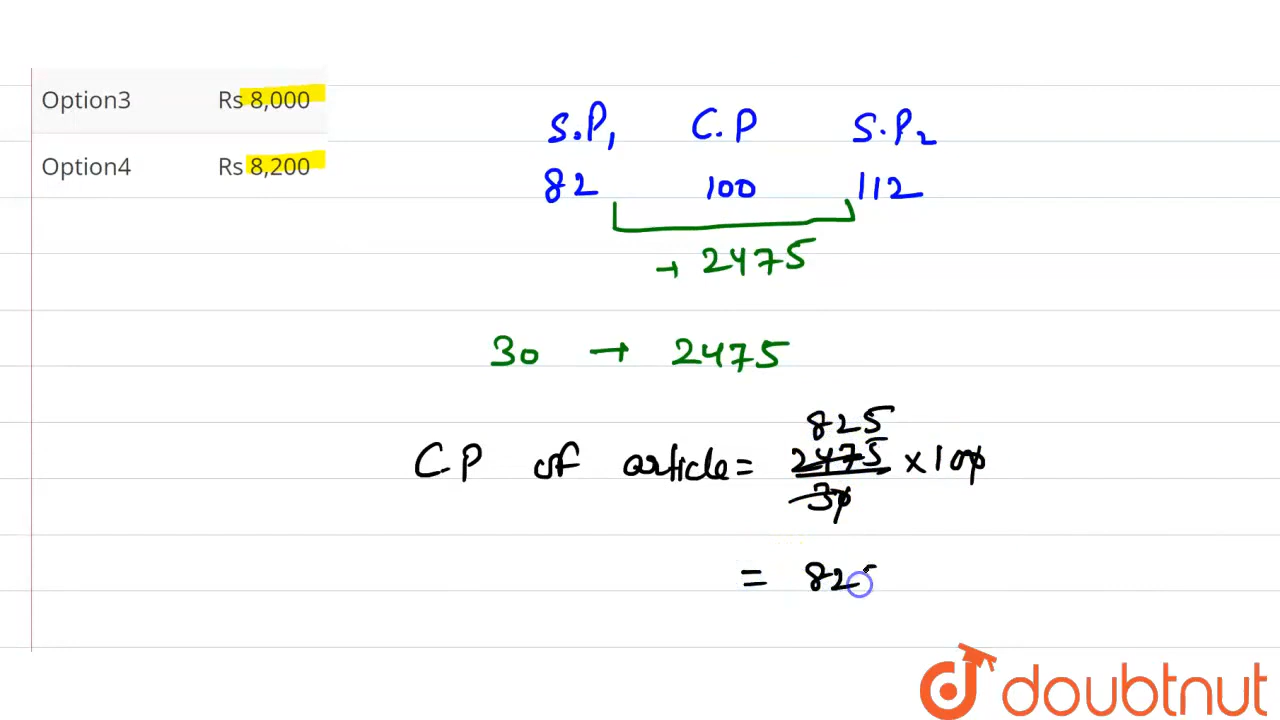 Option3 Rs 8,000
Option4 Rs 8,200
S.P1 C.P S.P2
82 100 112
→ 2475
30 → 2475
825
C.P of article = 2475 × 100
30
= 825
doubtnut